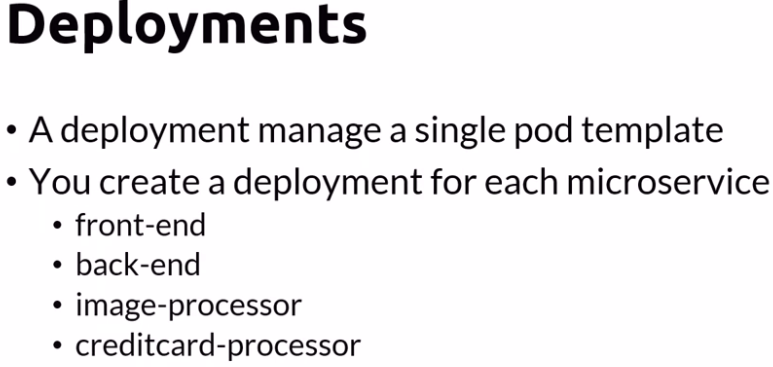 Deployments
• A deployment manage a single pod template
• You create a deployment for each microservice
• front-end
• back-end
• image-processor
• creditcard-processor